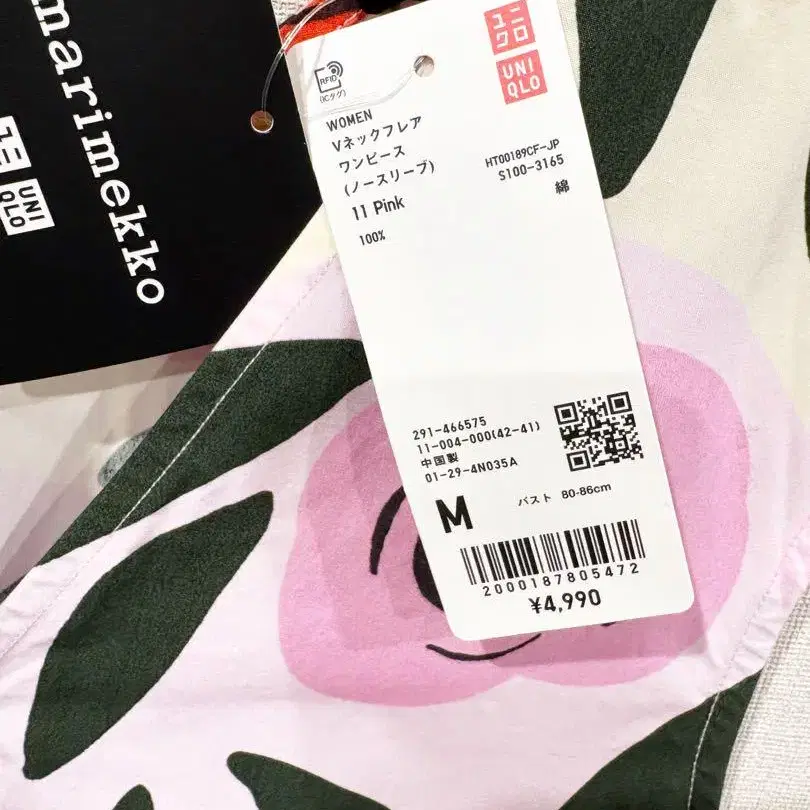 marimekko
ユニ
UNI
QLO
ユニ
クロ
UNI
QLO
RFID
(ICタグ)
WOMEN
Vネックフレア
ワンピース
(ノースリーブ)
HT00189CF-JP
S100-3165
11 Pink
綿
100%
291-466575
11-004-000(42-41)
中国製
01-29-4N035A
M
バスト 80-86cm
2000187805472
¥4,990